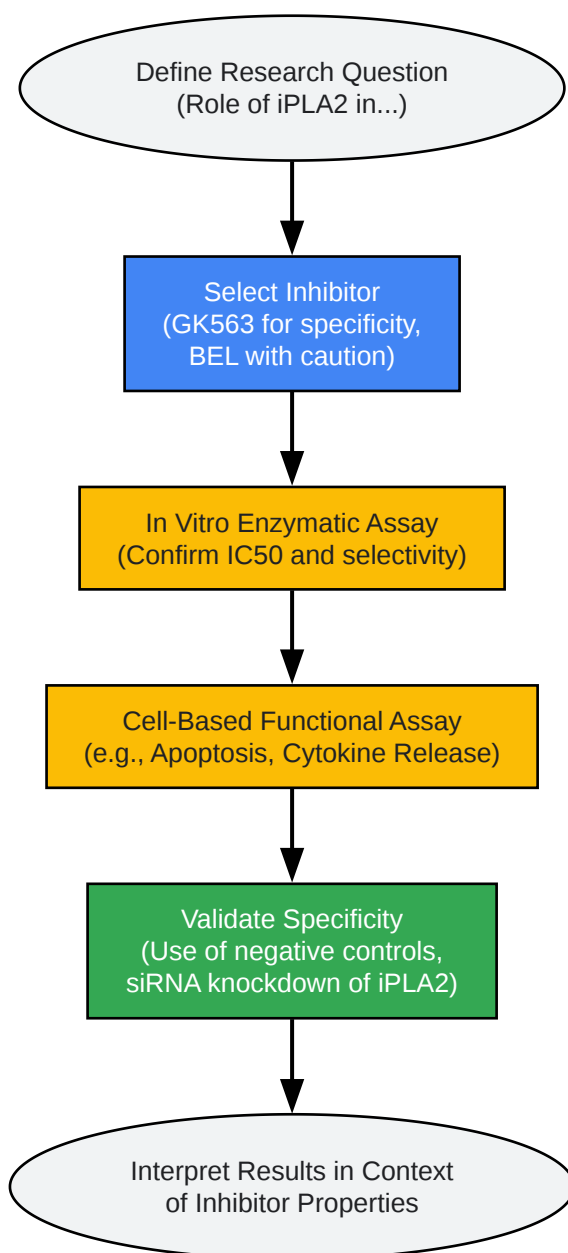 Define Research Question
(Role of iPLA2 in...)
Select Inhibitor
(GK563 for specificity,
BEL with caution)
In Vitro Enzymatic Assay
(Confirm IC50 and selectivity)
Cell-Based Functional Assay
(e.g., Apoptosis, Cytokine Release)
Validate Specificity
(Use of negative controls,
siRNA knockdown of iPLA2)
Interpret Results in Context
of Inhibitor Properties